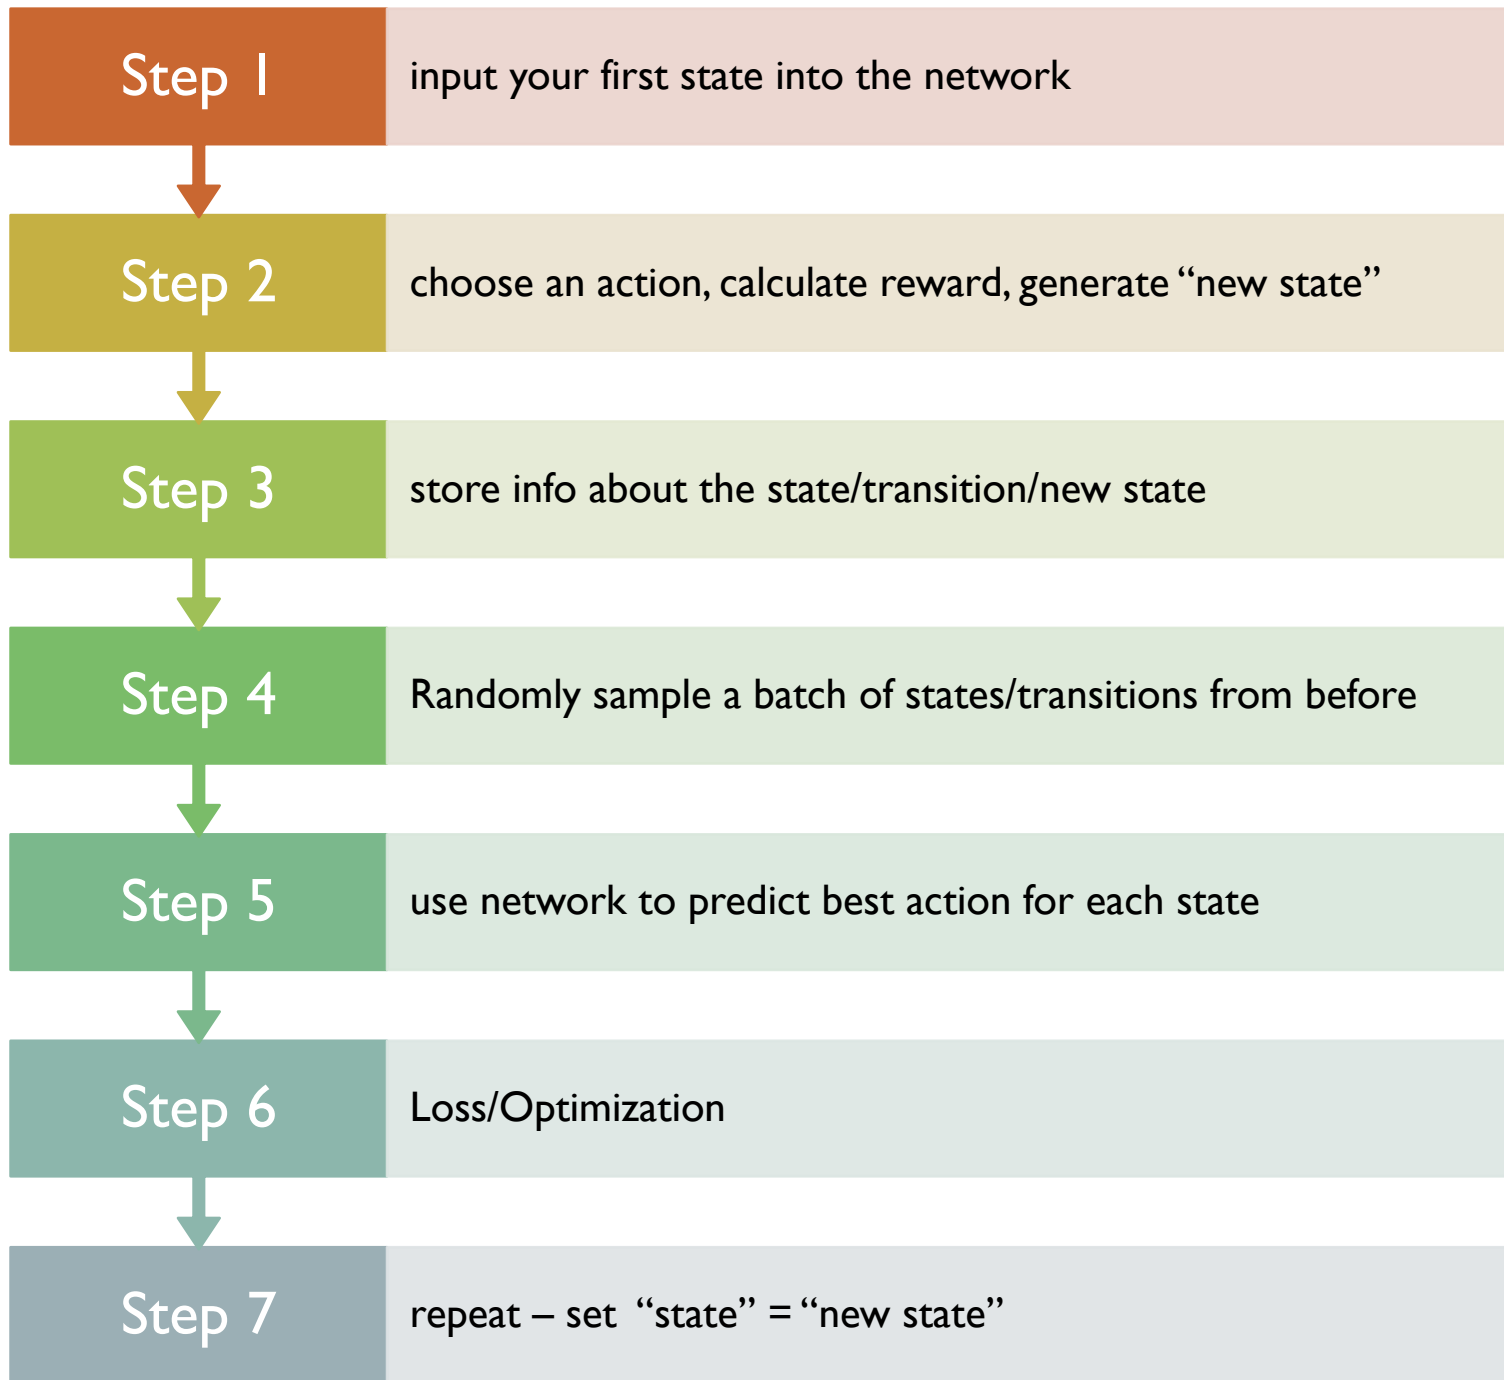 Step 1
input your first state into the network
Step 2
choose an action, calculate reward, generate “new state”
Step 3
store info about the state/transition/new state
Step 4
Randomly sample a batch of states/transitions from before
Step 5
use network to predict best action for each state
Step 6
Loss/Optimization
Step 7
repeat – set “state” = “new state”